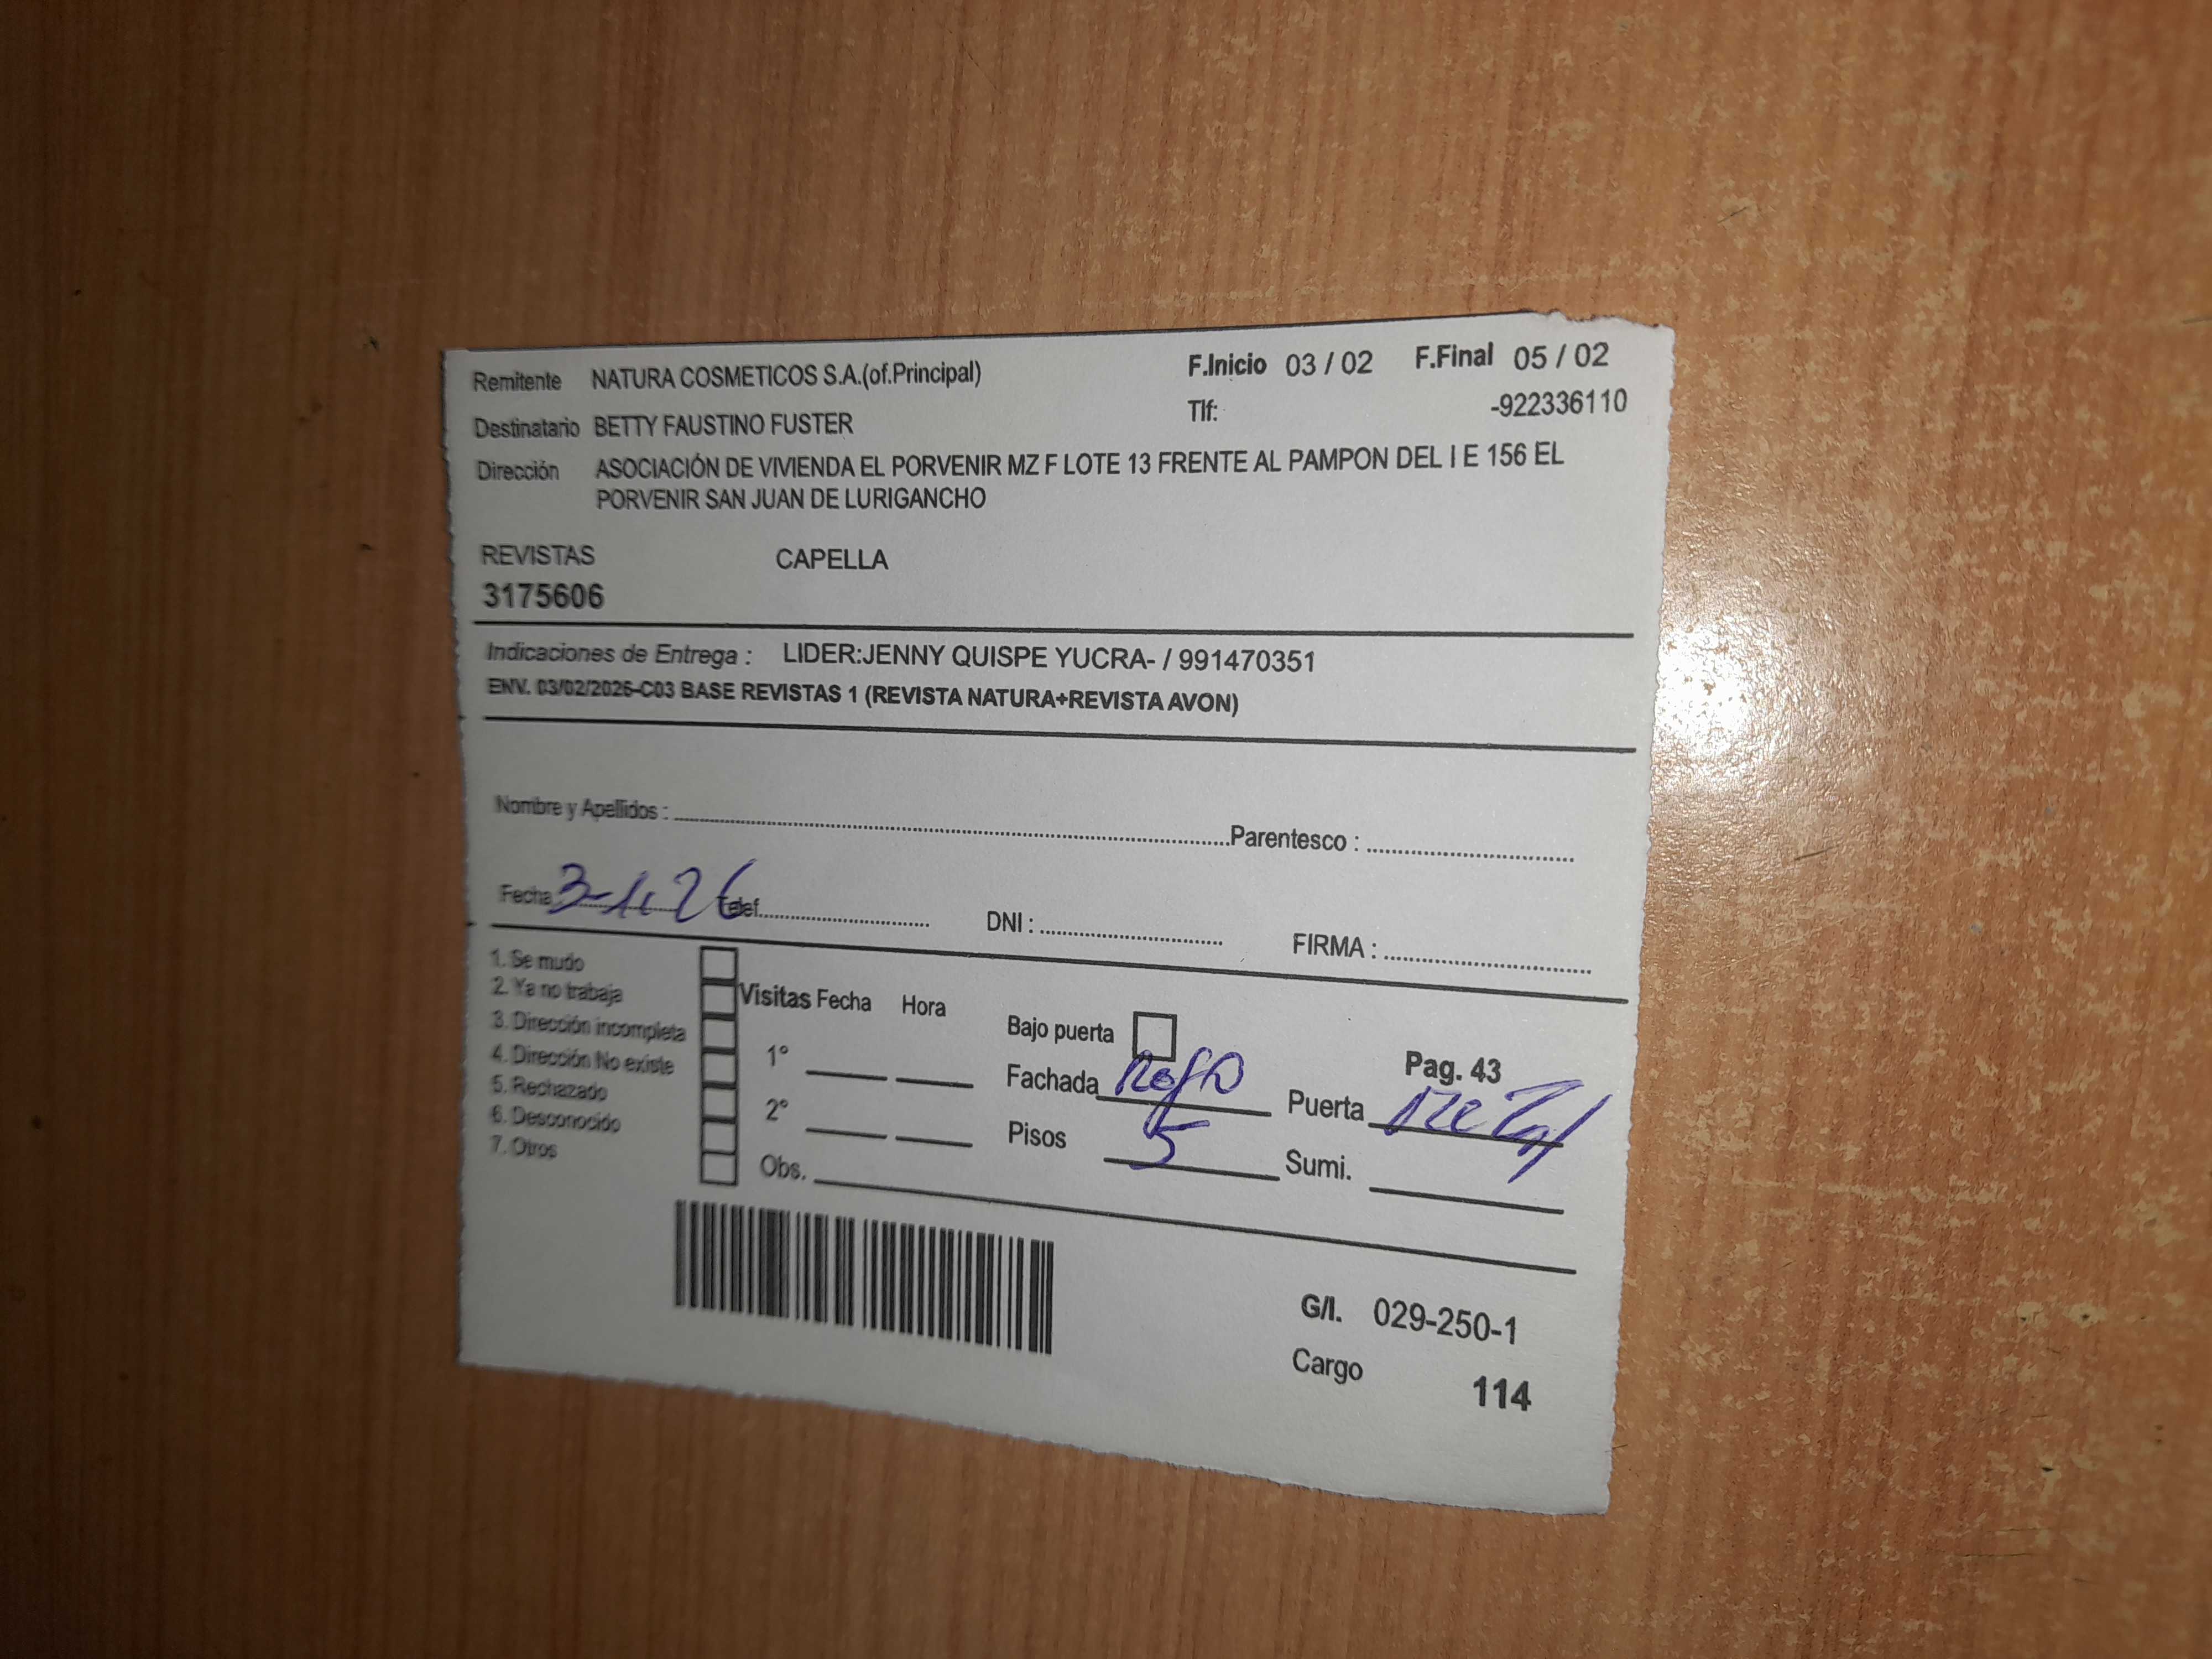 Remitente NATURA COSMETICOS S.A.(of.Principal) F.Inicio 03 / 02 F.Final 05 / 02
Destinatario BETTY FAUSTINO FUSTER Tlf: -922336110
Dirección ASOCIACIÓN DE VIVIENDA EL PORVENIR MZ F LOTE 13 FRENTE AL PAMPON DEL I E 156 EL
PORVENIR SAN JUAN DE LURIGANCHO
REVISTAS CAPELLA
3175606
Indicaciones de Entrega : LIDER:JENNY QUISPE YUCRA- / 991470351
ENV. 03/02/2026-C03 BASE REVISTAS 1 (REVISTA NATURA+REVISTA AVON)
Nombre y Apellidos : Parentesco :
Fecha Telef. DNI : FIRMA :
1. Se mudo
2. Ya no trabaja Visitas Fecha Hora
3. Dirección incompleta Bajo puerta Pag. 43
4. Dirección No existe 1° Fachada Rojo Puerta Metal
5. Rechazado
6. Desconocido 2° Pisos 5 Sumi.
7. Otros Obs.
G/I. 029-250-1
Cargo 114